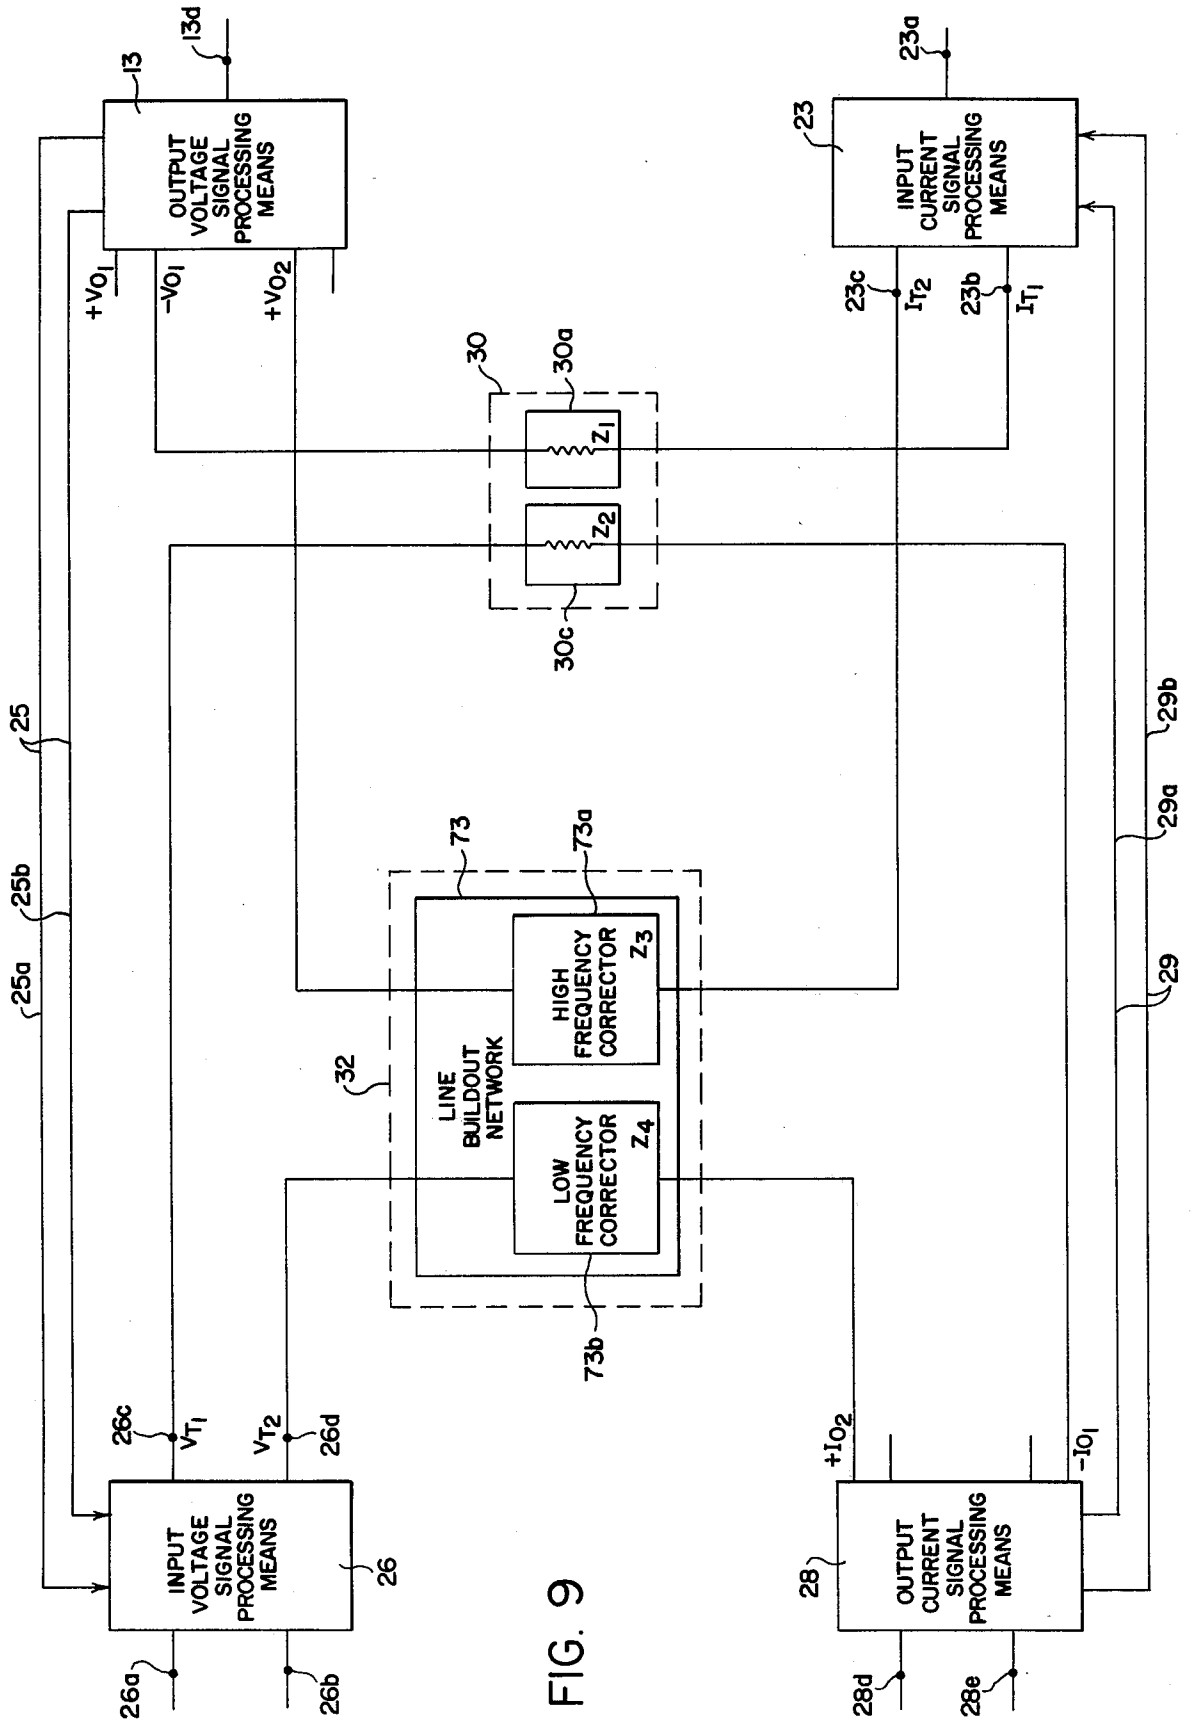 25
25a
25b
13
13d
OUTPUT
VOLTAGE
SIGNAL
PROCESSING
MEANS
+VO1
-VO1
+VO2
26a
26b
INPUT
VOLTAGE
SIGNAL
PROCESSING
MEANS
26
26c
VT1
VT2
26d
32
73
LINE
BUILDOUT
NETWORK
LOW
FREQUENCY
CORRECTOR
Z4
73b
HIGH
FREQUENCY
CORRECTOR
Z3
73a
30
30a
Z1
Z2
30c
23
23a
INPUT
CURRENT
SIGNAL
PROCESSING
MEANS
23c
IT2
23b
IT1
28
28d
28e
OUTPUT
CURRENT
SIGNAL
PROCESSING
MEANS
+IO2
-IO1
29
29a
29b
FIG. 9